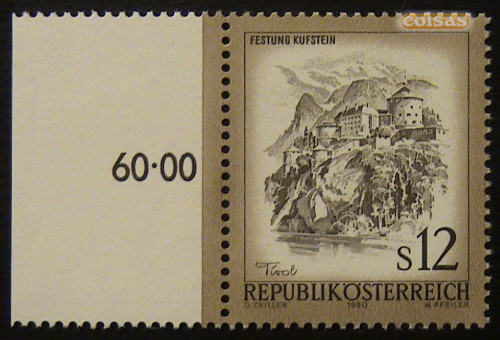 coisas
FESTUNG KUFSTEIN
60·00
Tirol
S12
REPUBLIK ÖSTERREICH
O. ZEILLER 1980 W. PFEILER